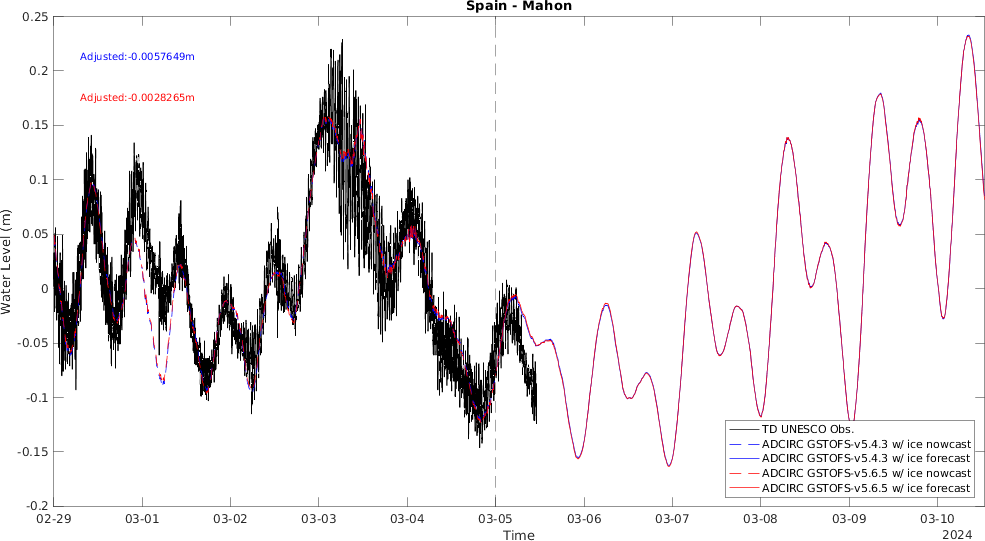 Spain - Mahon
Adjusted:-0.0057649m
Adjusted:-0.0028265m
Water Level (m)
0.25
0.2
0.15
0.1
0.05
0
-0.05
-0.1
-0.15
-0.2
TD UNESCO Obs.
ADCIRC GSTOFS-v5.4.3 w/ ice nowcast
ADCIRC GSTOFS-v5.4.3 w/ ice forecast
ADCIRC GSTOFS-v5.6.5 w/ ice nowcast
ADCIRC GSTOFS-v5.6.5 w/ ice forecast
02-29 03-01 03-02 03-03 03-04 03-05 03-06 03-07 03-08 03-09 03-10
Time
2024